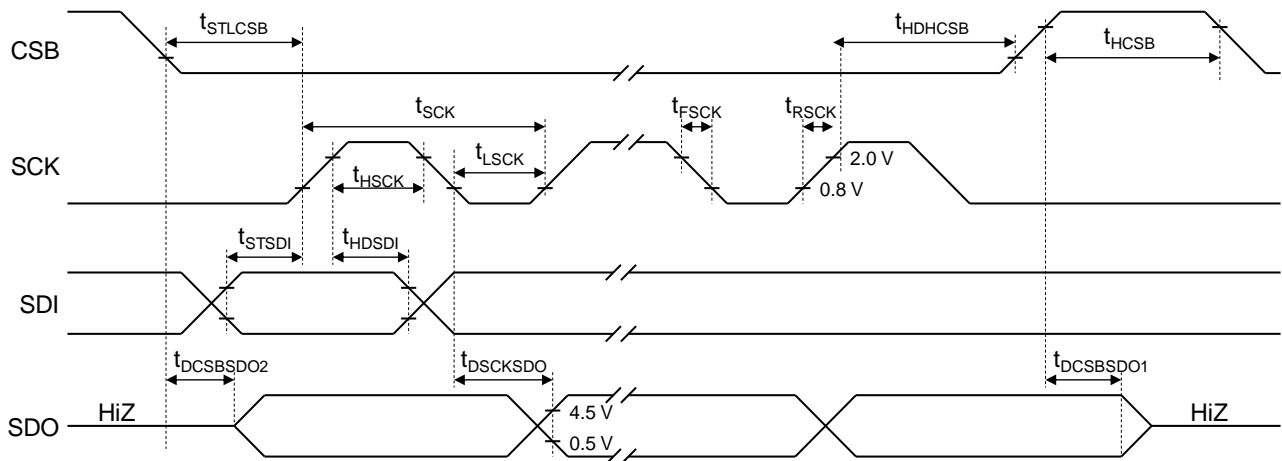 CSB
tSTLCSB
tHDHCSB
tHCSB
SCK
tSCK
tFSCK
tRSCK
tHSCK
tLSCK
2.0 V
0.8 V
SDI
tSTSDI
tHDSDI
SDO
HiZ
tDCSBSDO2
tDSCKSDO
4.5 V
0.5 V
tDCSBSDO1
HiZ